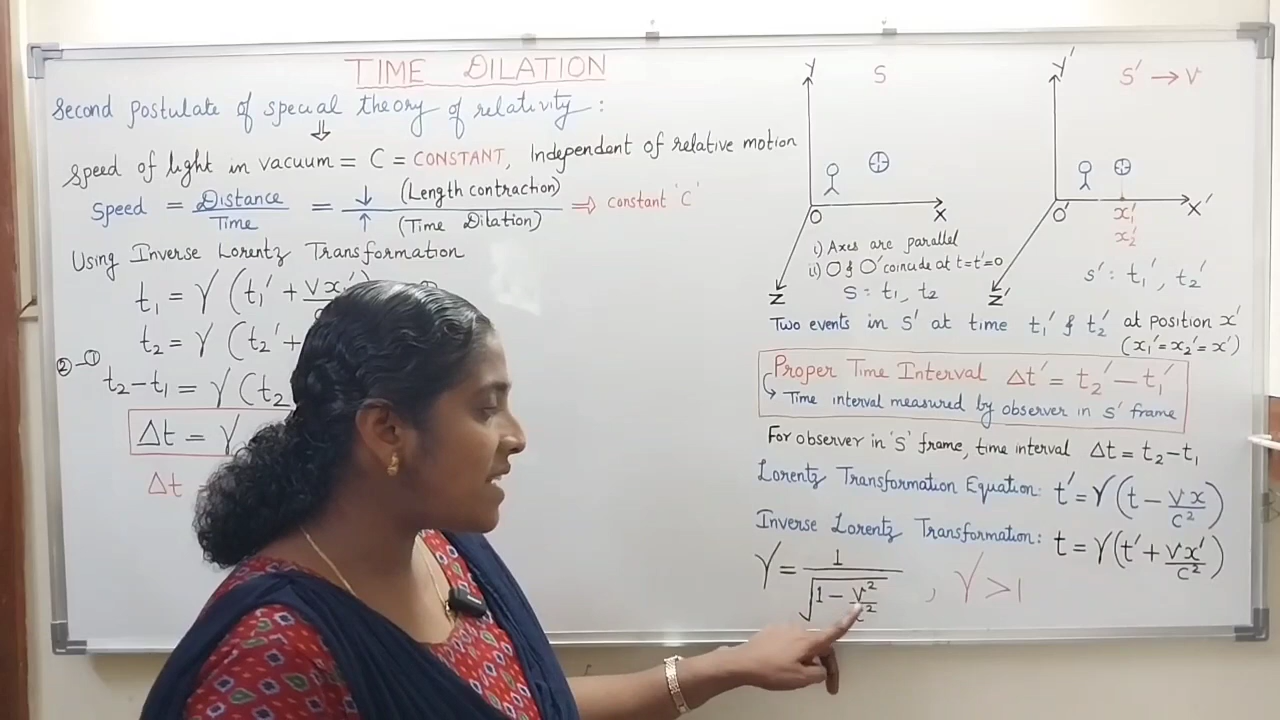 TIME DILATION
Second postulate of special theory of relativity :
⇓
Speed of light in vacuum = C = CONSTANT, Independent of relative motion
Speed = Distance/Time = ↓ (Length contraction)/↑ (Time Dilation) ⇒ constant 'C'
Using Inverse Lorentz Transformation
t₁ = γ (t₁' + Vx₁'
t₂ = γ (t₂' +
②-① t₂-t₁ = γ (t₂
Δt = γ
Δt
Y S
O X
Z
Y' S' → V
O' X'
x₁'
x₂'
Z'
i) Axes are parallel
ii) O & O' coincide at t=t'=0
S : t₁, t₂
S' : t₁', t₂'
Two events in S' at time t₁' & t₂' at position x'
(x₁'=x₂'=x')
Proper Time Interval Δt' = t₂'-t₁'
↳ Time interval measured by observer in s' frame
For observer in 'S' frame, time interval Δt = t₂-t₁
Lorentz Transformation Equation: t' = γ(t - Vx/C²)
Inverse Lorentz Transformation: t = γ(t' + Vx'/C²)
γ = 1/√(1 - V²/C²) , γ > 1